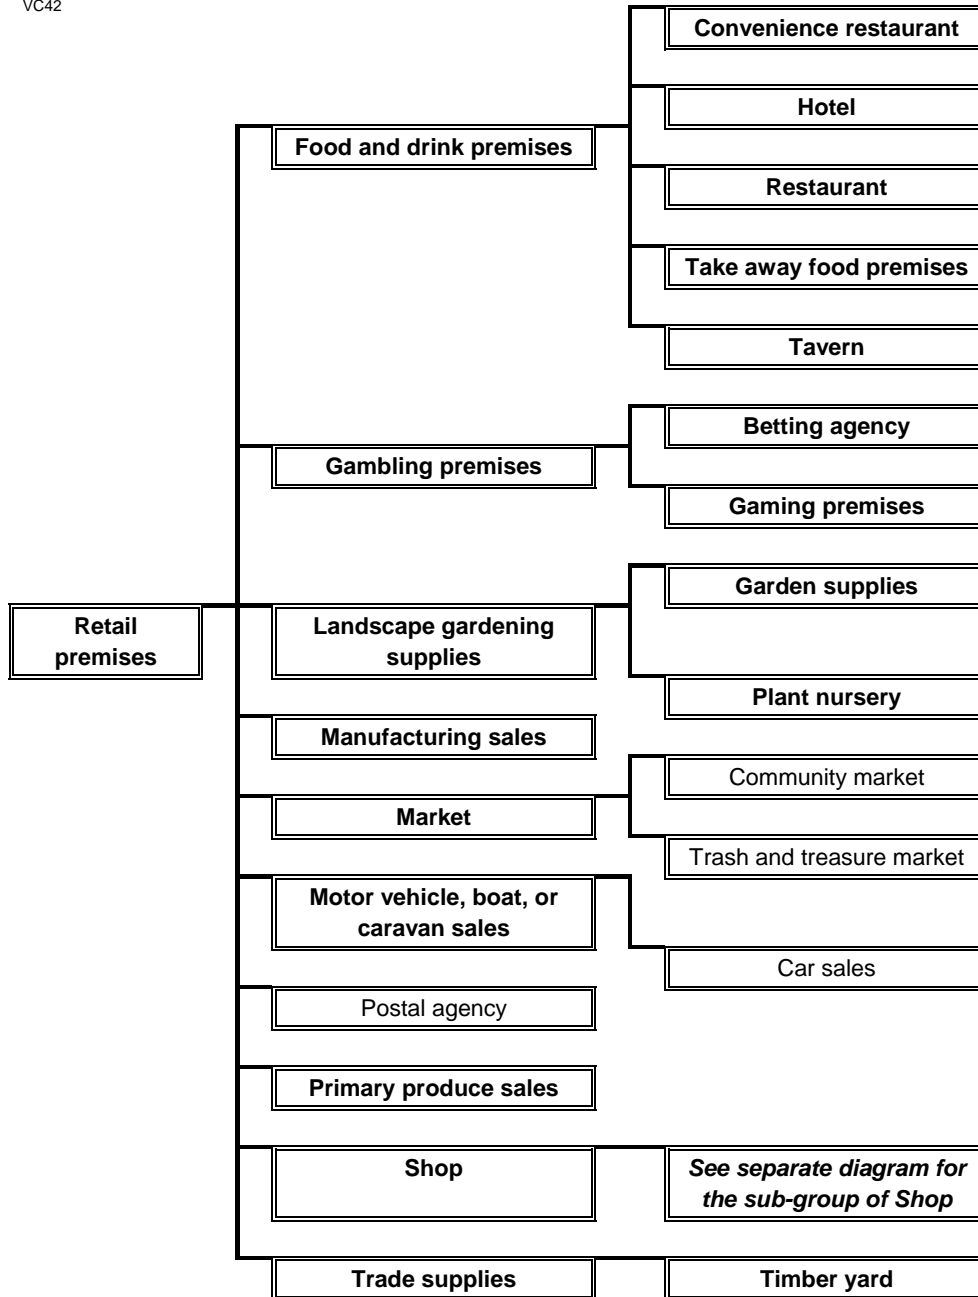 VC42
Convenience restaurant
Hotel
Food and drink premises
Restaurant
Take away food premises
Tavern
Betting agency
Gambling premises
Gaming premises
Garden supplies
Retail
premises
Landscape gardening
supplies
Plant nursery
Manufacturing sales
Community market
Market
Trash and treasure market
Motor vehicle, boat, or
caravan sales
Car sales
Postal agency
Primary produce sales
Shop
See separate diagram for
the sub-group of Shop
Trade supplies
Timber yard